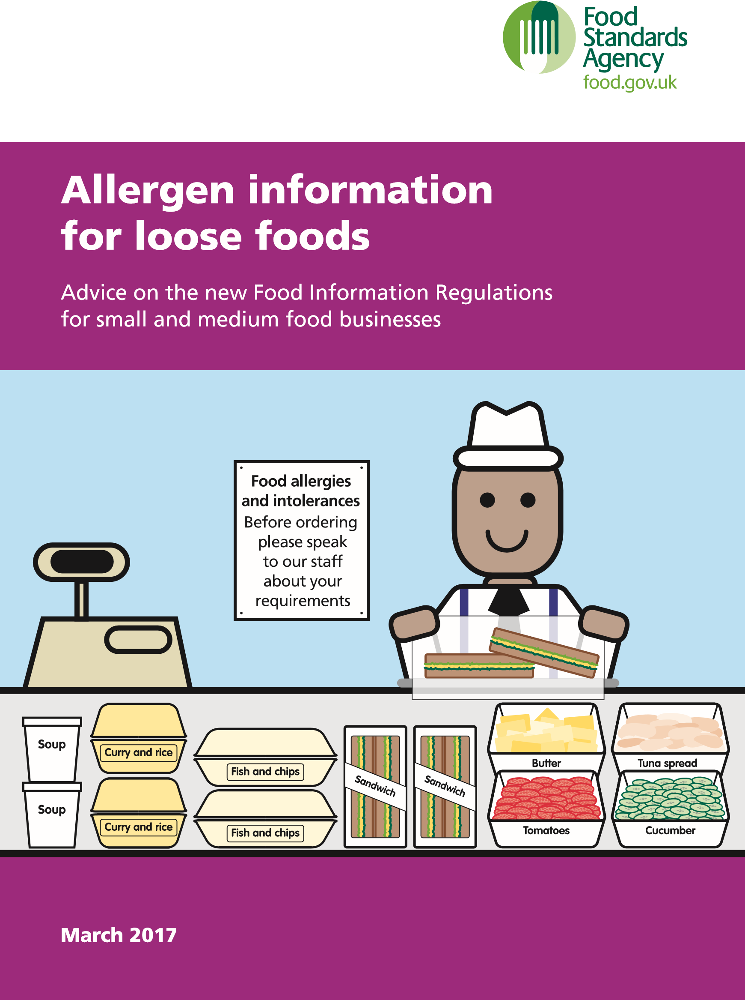 Food
Standards
Agency
food.gov.uk
Allergen information
for loose foods
Advice on the new Food Information Regulations
for small and medium food businesses
Food allergies
and intolerances
Before ordering
please speak
to our staff
about your
requirements
Soup
Curry and rice
Fish and chips
Sandwich
Sandwich
Butter
Tuna spread
Soup
Curry and rice
Fish and chips
Tomatoes
Cucumber
March 2017